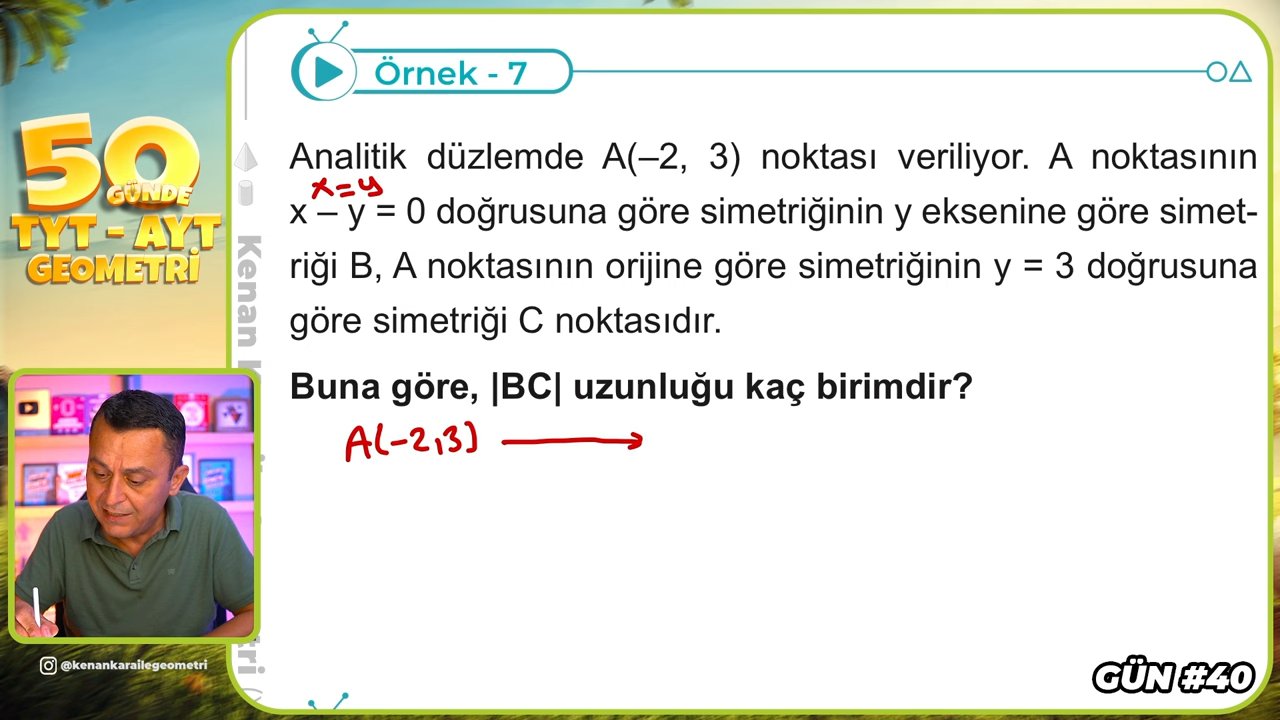 Örnek - 7
50
GÜNDE
TYT - AYT
GEOMETRİ
Analitik düzlemde A(–2, 3) noktası veriliyor. A noktasının
x=y
x – y = 0 doğrusuna göre simetriğinin y eksenine göre simet-
riği B, A noktasının orijine göre simetriğinin y = 3 doğrusuna
göre simetriği C noktasıdır.
Buna göre, |BC| uzunluğu kaç birimdir?
A(-2,3)
Kenan
@kenankarailegeometri
GÜN #40